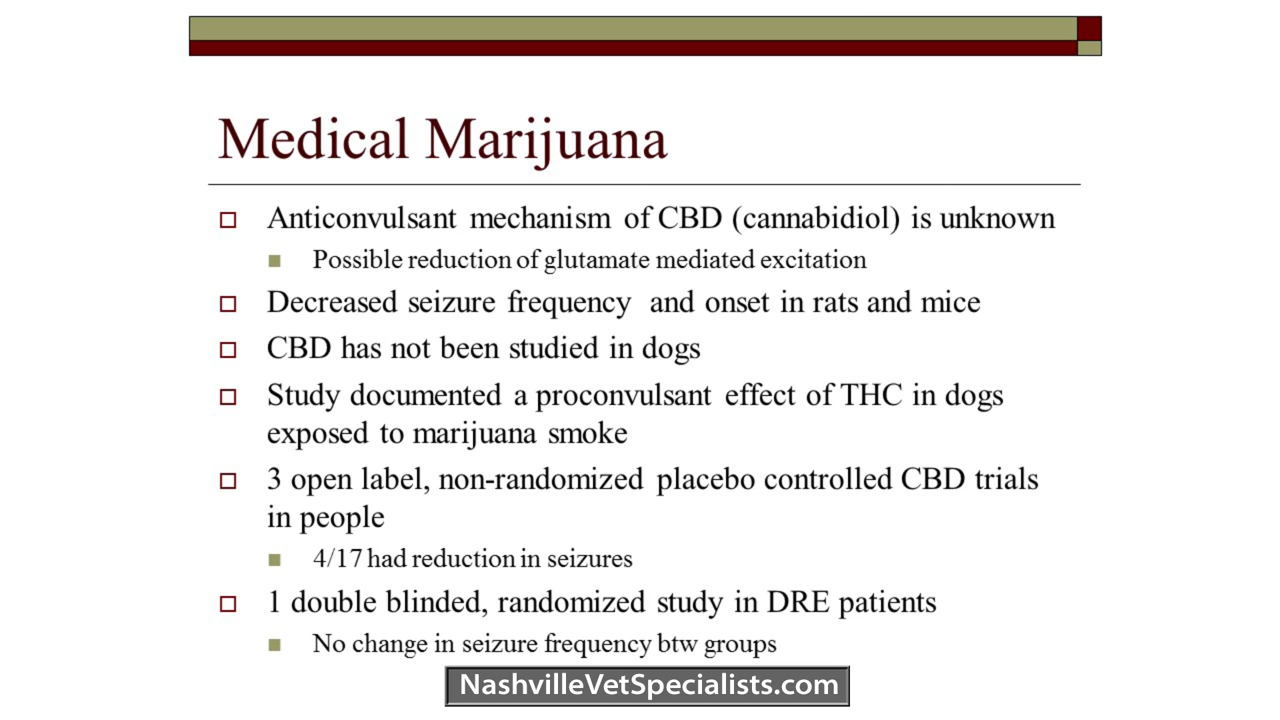 Medical Marijuana
Anticonvulsant mechanism of CBD (cannabidiol) is unknown
Possible reduction of glutamate mediated excitation
Decreased seizure frequency and onset in rats and mice
CBD has not been studied in dogs
Study documented a proconvulsant effect of THC in dogs
exposed to marijuana smoke
3 open label, non-randomized placebo controlled CBD trials
in people
4/17 had reduction in seizures
1 double blinded, randomized study in DRE patients
No change in seizure frequency btw groups
NashvilleVetSpecialists.com